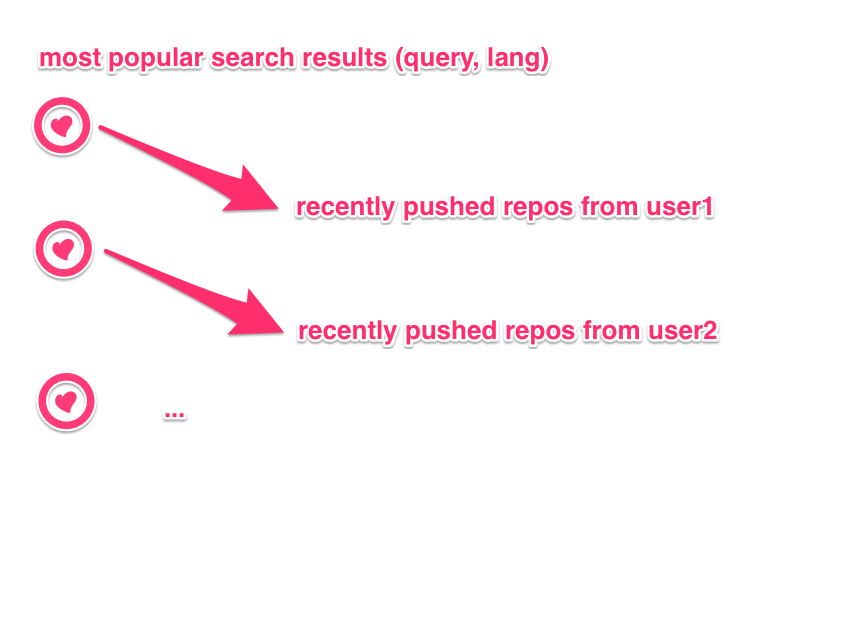 most popular search results (query, lang)
recently pushed repos from user1
recently pushed repos from user2
...